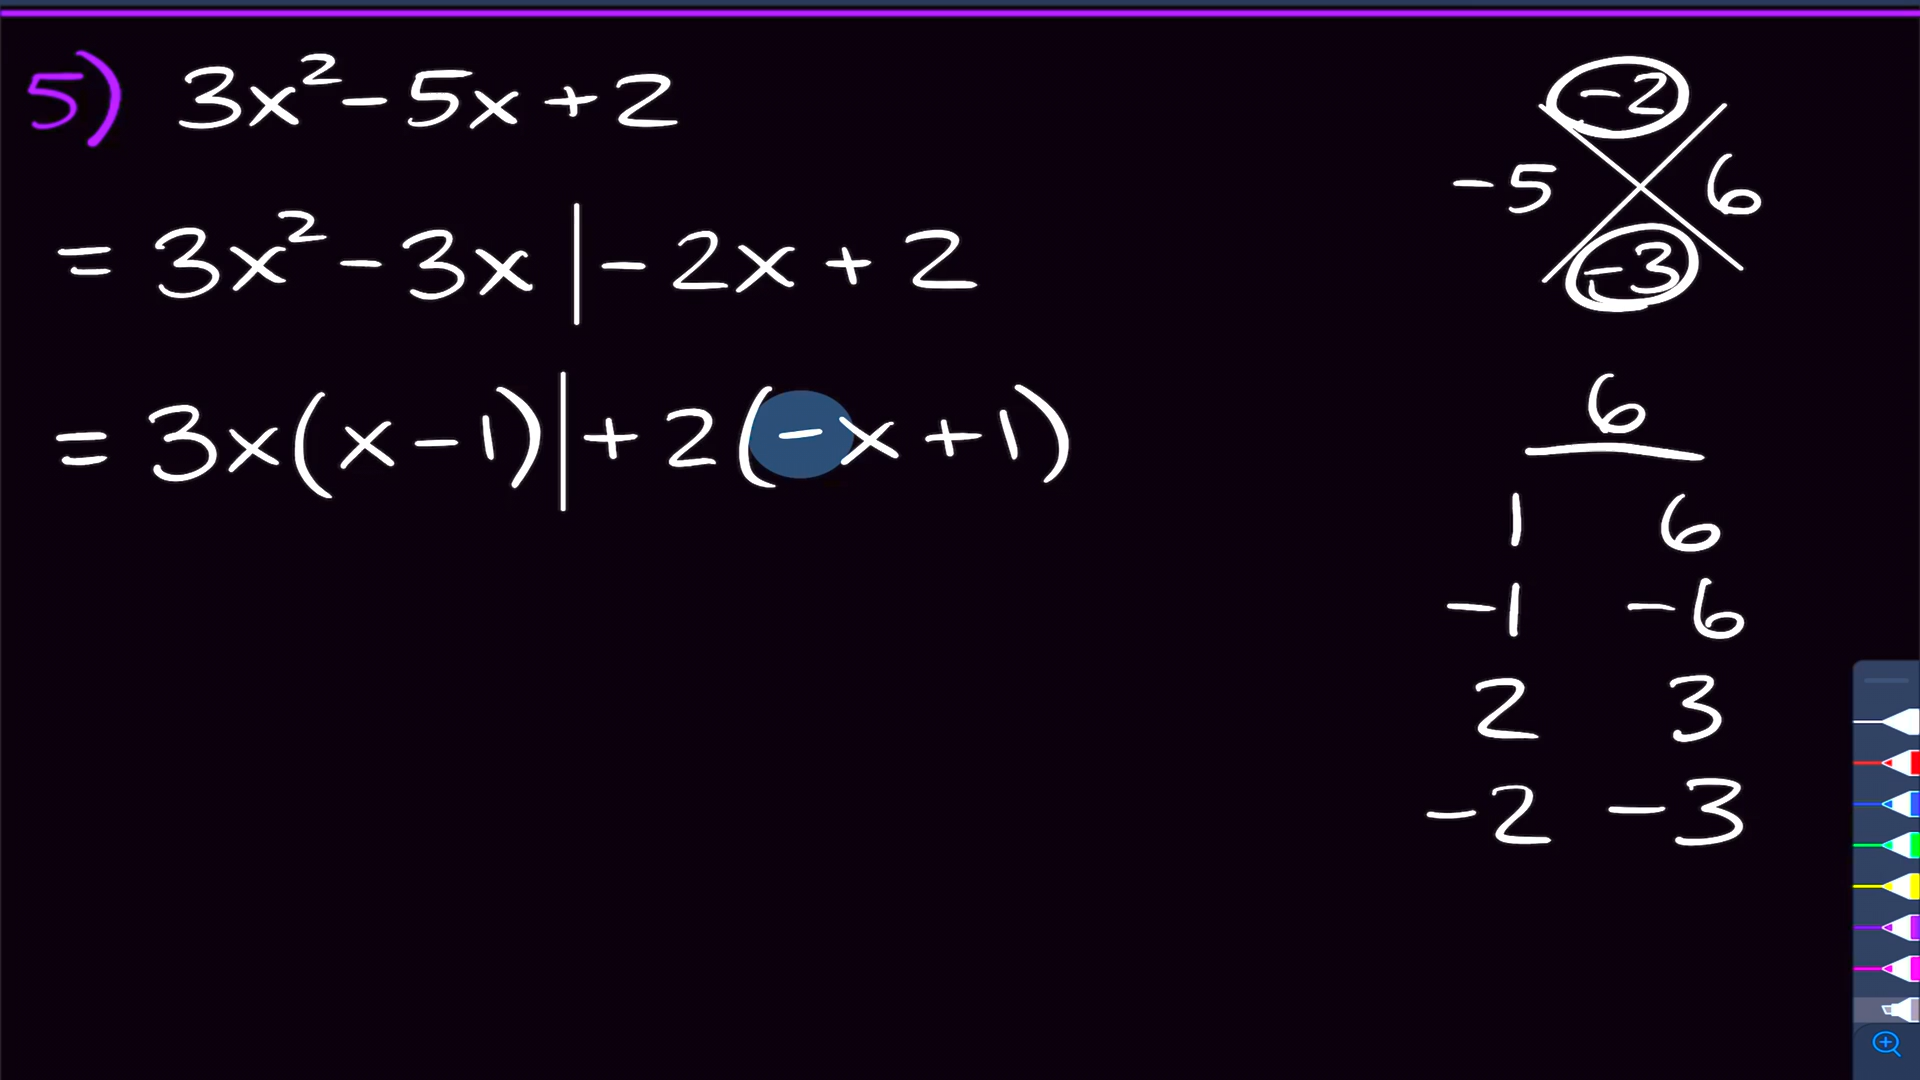 5) 3x² - 5x + 2
= 3x² - 3x | - 2x + 2
= 3x(x - 1) | + 2(-x + 1)
-2
-5 6
-3
6
1 6
-1 -6
2 3
-2 -3